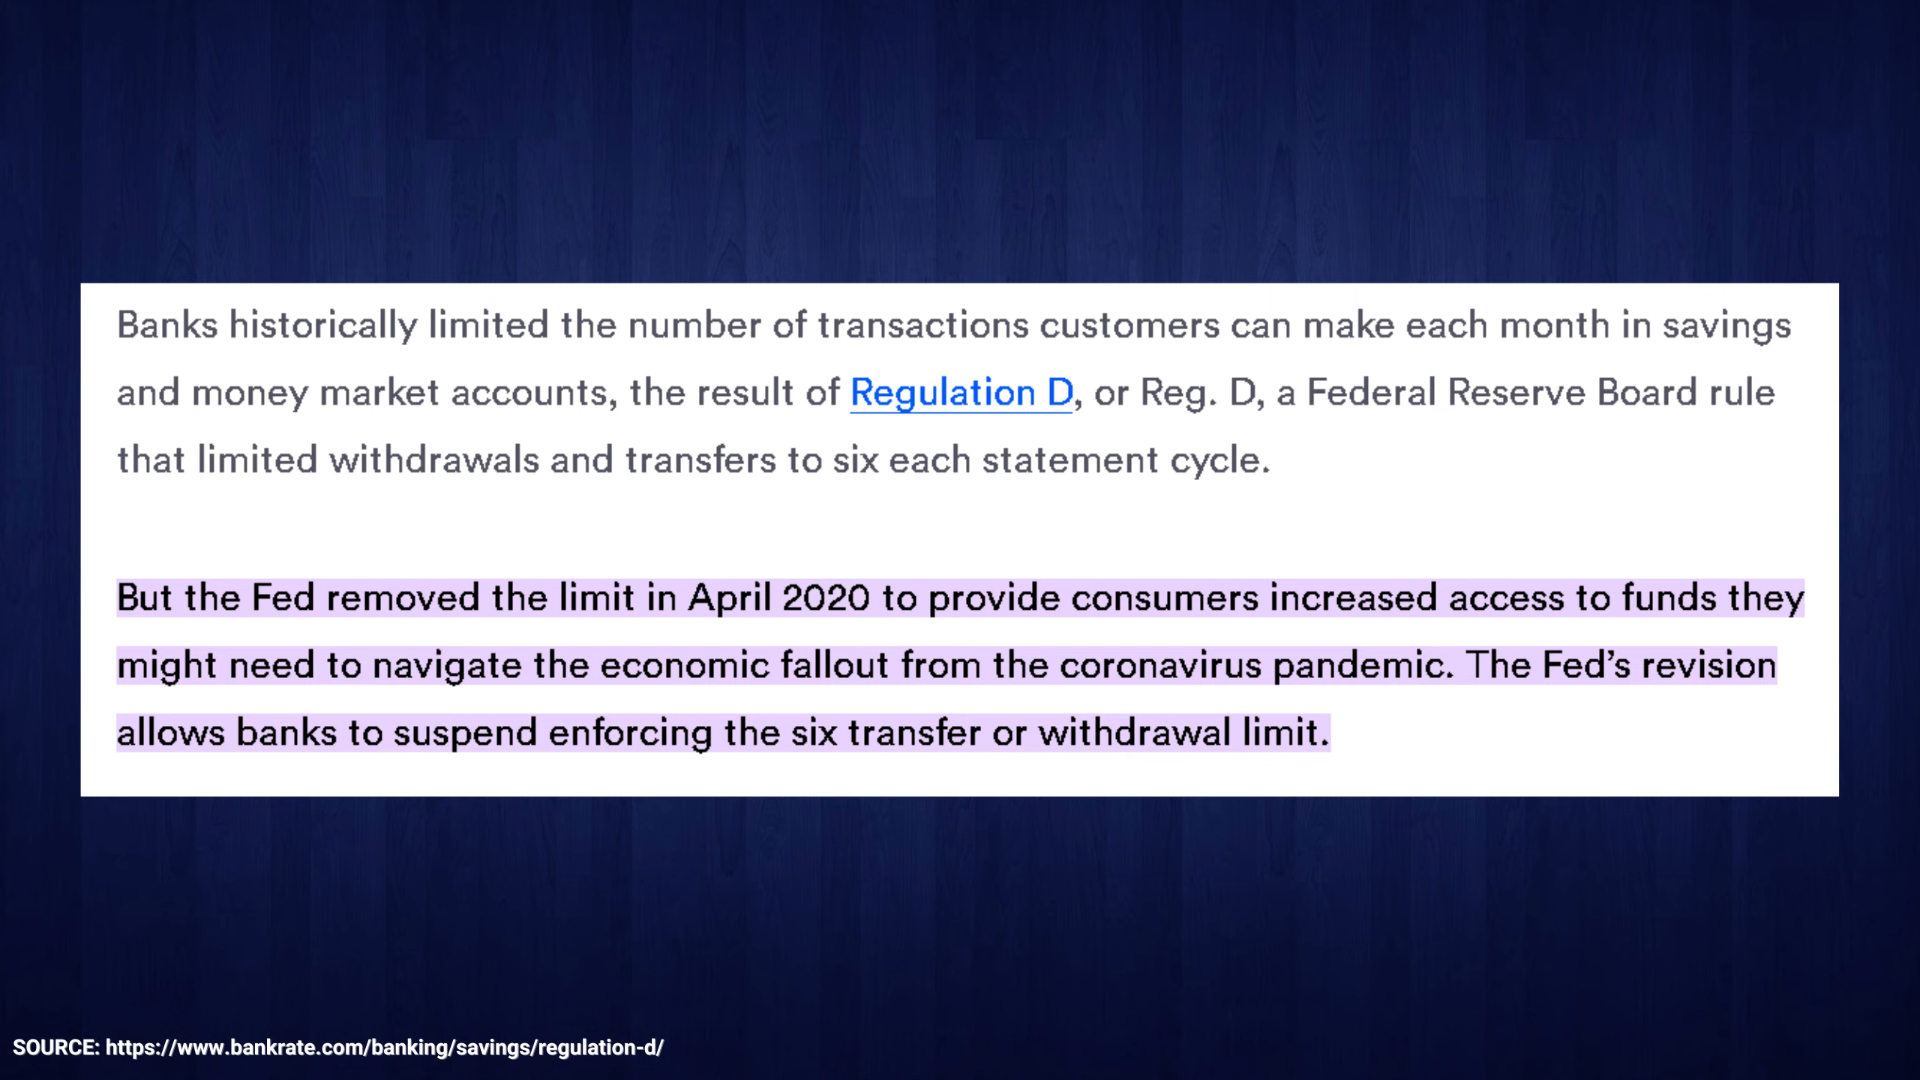 Banks historically limited the number of transactions customers can make each month in savings
and money market accounts, the result of Regulation D, or Reg. D, a Federal Reserve Board rule
that limited withdrawals and transfers to six each statement cycle.
But the Fed removed the limit in April 2020 to provide consumers increased access to funds they
might need to navigate the economic fallout from the coronavirus pandemic. The Fed’s revision
allows banks to suspend enforcing the six transfer or withdrawal limit.
SOURCE: https://www.bankrate.com/banking/savings/regulation-d/